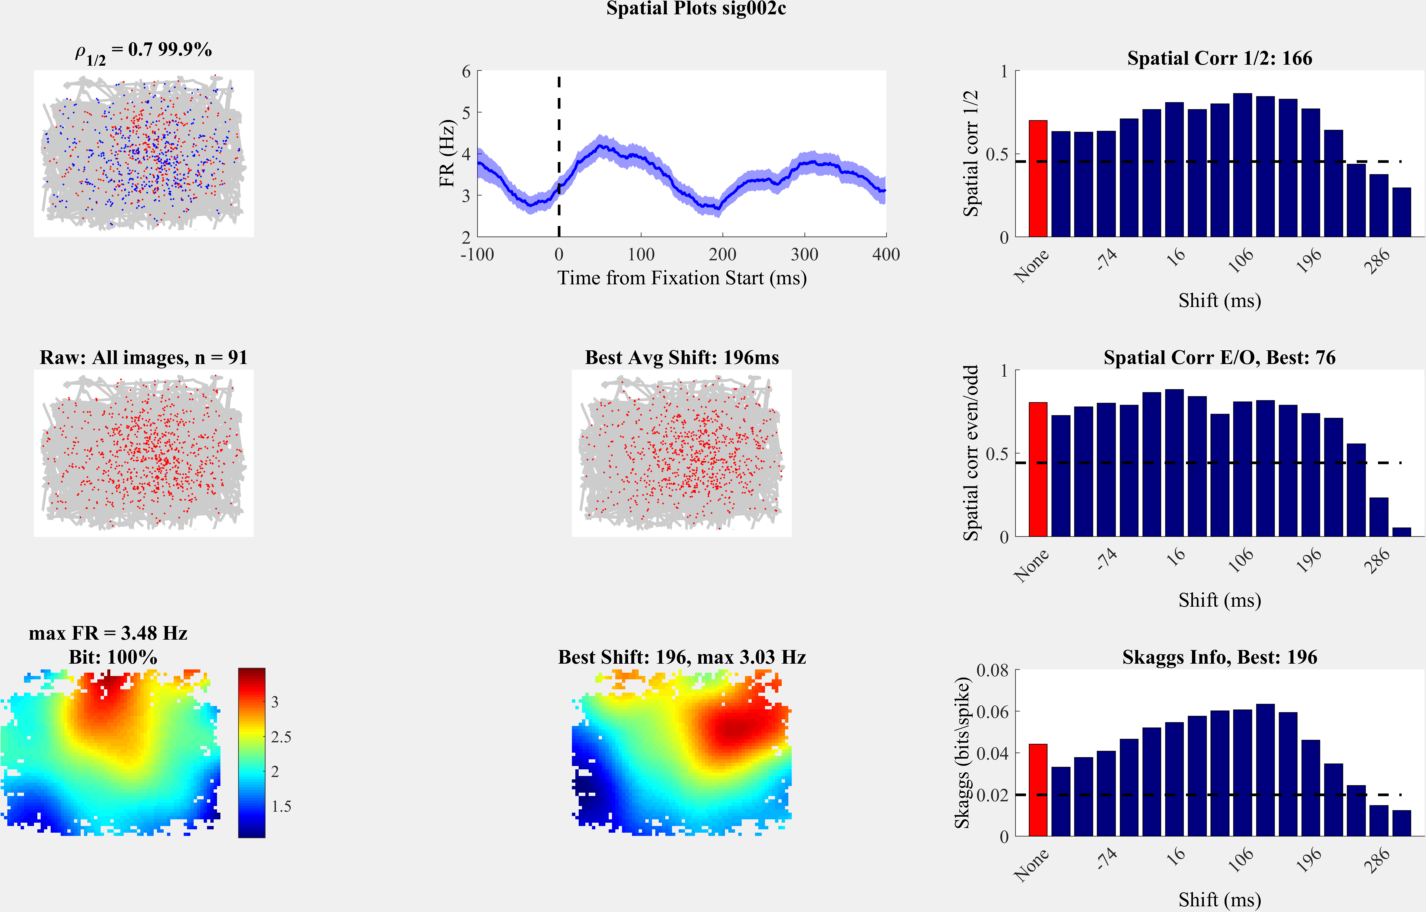 Spatial Plots sig002c
ρ1/2 = 0.7 99.9%
6
5
4
3
2
FR (Hz)
-100
0
100
200
300
400
Time from Fixation Start (ms)
Spatial Corr 1/2: 166
1
0.5
0
Spatial corr 1/2
None
-74
16
106
196
286
Shift (ms)
Raw: All images, n = 91
Best Avg Shift: 196ms
Spatial Corr E/O, Best: 76
1
0.5
0
Spatial corr even/odd
None
-74
16
106
196
286
Shift (ms)
max FR = 3.48 Hz
Bit: 100%
3
2.5
2
1.5
Best Shift: 196, max 3.03 Hz
Skaggs Info, Best: 196
0.08
0.06
0.04
0.02
0
Skaggs (bits\spike)
None
-74
16
106
196
286
Shift (ms)